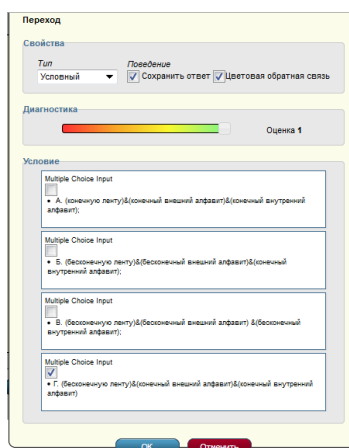 Переход
Свойства
Тип Поведение
Условный Сохранить ответ Цветовая обратная связь
Диагностика
Оценка 1
Условие
Multiple Choice Input
• А. (конечную ленту)&(конечный внешний алфавит)&(конечный внутренний
алфавит);
Multiple Choice Input
• Б. (бесконечную ленту)&(бесконечный внешний алфавит)&(конечный
внутренний алфавит);
Multiple Choice Input
• В. (бесконечную ленту)&(бесконечный внешний алфавит) &(бесконечный
внутренний алфавит);
Multiple Choice Input
• Г. (бесконечную ленту)&(конечный внешний алфавит)&(конечный внутренний
алфавит)
OK Отменить